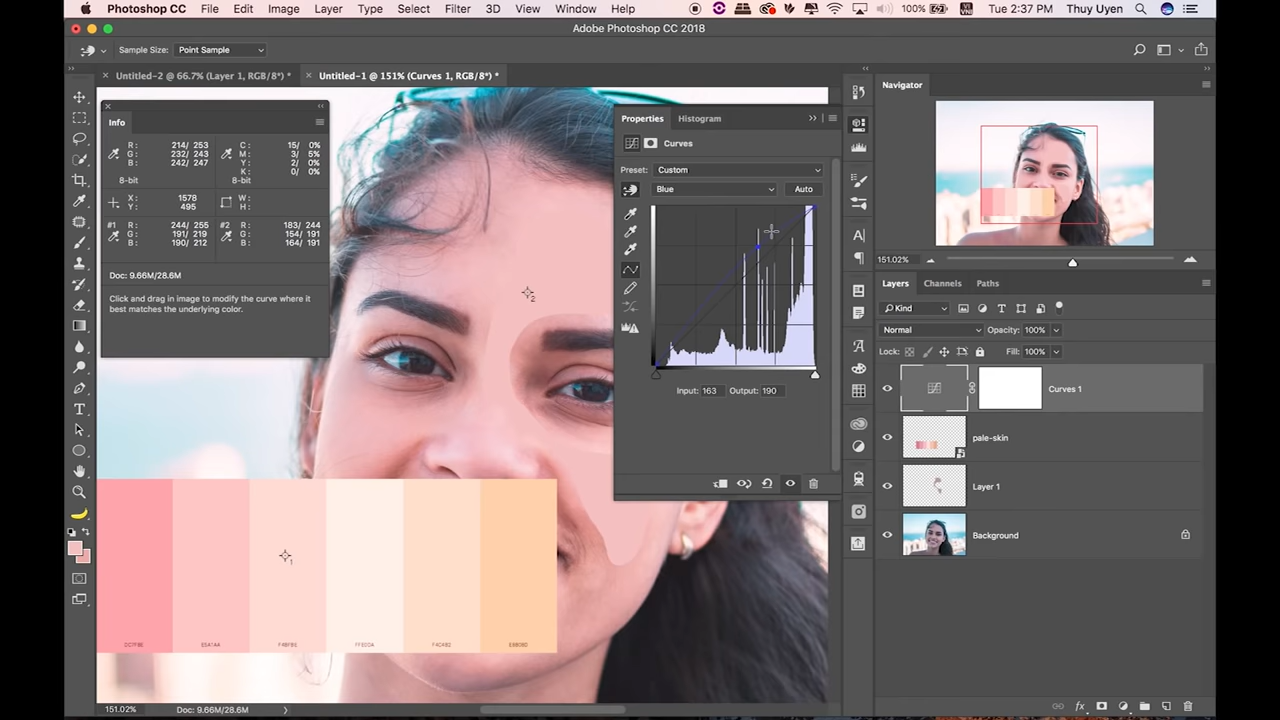 Photoshop CC File Edit Image Layer Type Select Filter 3D View Window Help 100% Tue 2:37 PM Thuy Uyen
Adobe Photoshop CC 2018
Sample Size: Point Sample
× Untitled-2 @ 66.7% (Layer 1, RGB/8*) * × Untitled-1 @ 151% (Curves 1, RGB/8*) *
Info
R: 214/ 253 C: 15/ 0%
G: 232/ 243 M: 3/ 5%
B: 242/ 247 Y: 2/ 0%
K: 0/ 0%
8-bit 8-bit
X: 1578 W:
Y: 495 H:
#1 R: 244/ 255 #2 R: 183/ 244
G: 191/ 219 G: 154/ 191
B: 190/ 212 B: 164/ 191
Doc: 9.66M/28.6M
Click and drag in image to modify the curve where it
best matches the underlying color.
Properties Histogram
Curves
Preset: Custom
Blue Auto
Input: 163 Output: 190
Navigator
151.02%
Layers Channels Paths
Kind
Normal Opacity: 100%
Lock: Fill: 100%
Curves 1
pale-skin
Layer 1
Background
2
1
151.02% Doc: 9.66M/28.6M